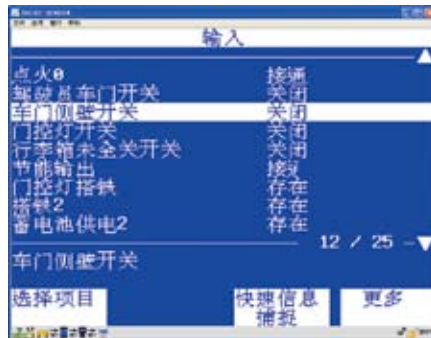 输入
点火0 接通
驾驶员车门开关 关闭
车门侧壁开关 关闭
门控灯开关 关闭
行李箱未全关开关 关闭
节能输出 接通
门控灯搭铁 存在
搭铁2 存在
蓄电池供电2 存在
12 / 25
车门侧壁开关
选择项目 快速信息捕捉 更多